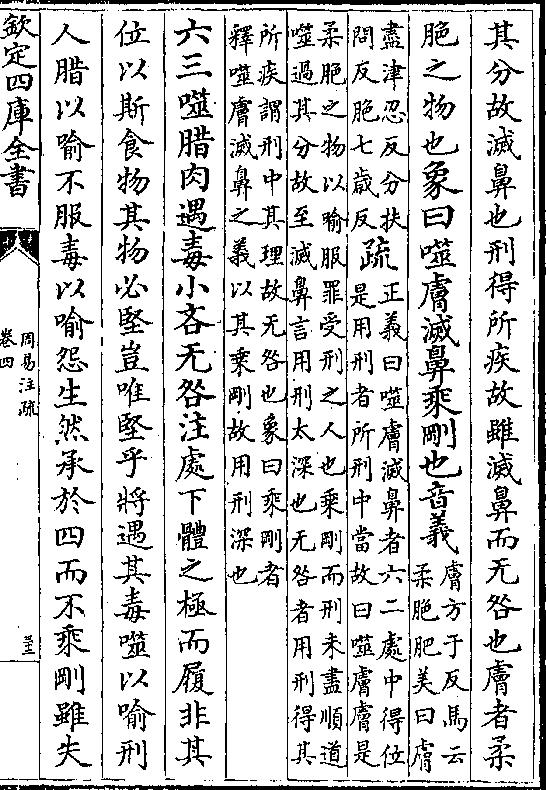 其分故滅鼻也刑得所疾故雖滅鼻而无咎也膚者柔
脃之物也象曰噬膚滅鼻乘剛也音義
膚方于反馬云
柔脃肥美曰膚
盡津忍反分扶
問反脃七歲反
疏
正義曰噬膚滅鼻者六二處中得位
是用刑者所刑中當故曰噬膚膚是
柔脃之物以喻服罪受刑之人也乘剛而刑未盡順道
噬過其分故至滅鼻言用刑太深也无咎者用刑得其
所疾謂刑中其理故无咎也象曰乘剛者
釋噬膚滅鼻之義以其乘剛故用刑深也
六三噬腊肉遇毒小吝无咎注處下體之極而履非其
位以斯食物其物必堅豈唯堅乎將遇其毒噬以喻刑
人腊以喻不服毒以喻怨生然承於四而不乘剛雖失
欽定四庫全書
周易注疏
卷四